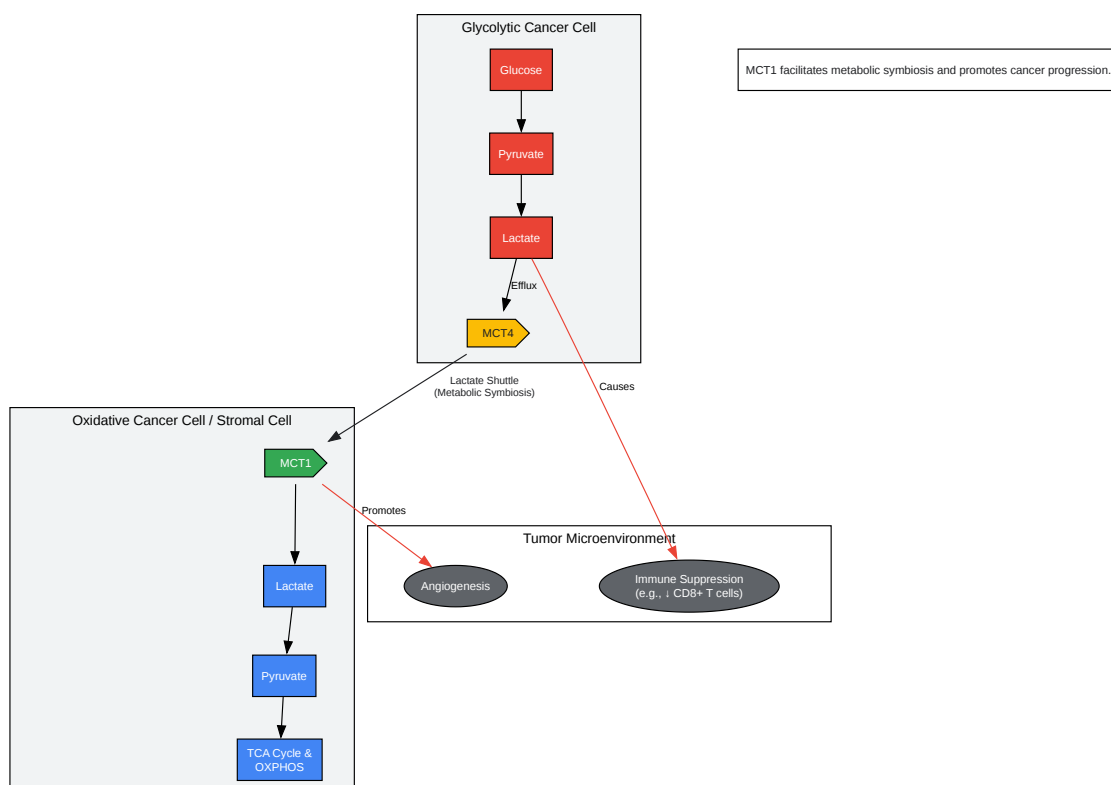 Glycolytic Cancer Cell
Glucose
MCT1 facilitates metabolic symbiosis and promotes cancer progression.
Pyruvate
Lactate
Efflux
MCT4
Lactate Shuttle
(Metabolic Symbiosis)
Causes
Oxidative Cancer Cell / Stromal Cell
MCT1
Promotes
Tumor Microenvironment
Angiogenesis
Immune Suppression
(e.g., ↓ CD8+ T cells)
Lactate
Pyruvate
TCA Cycle &
OXPHOS